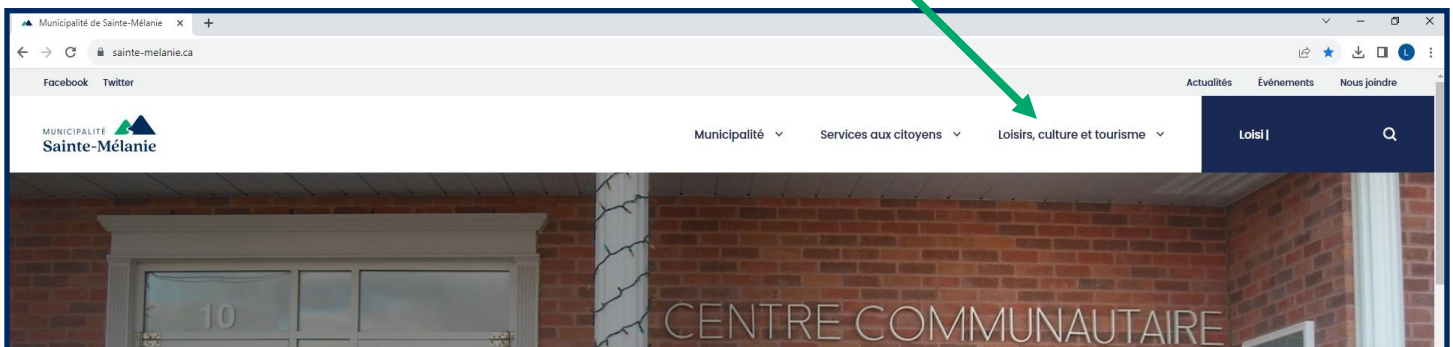 Municipalité de Sainte-Mélanie
sainte-melanie.ca
L
Facebook Twitter
Actualités Événements Nous joindre
MUNICIPALITÉ
Sainte-Mélanie
Municipalité Services aux citoyens Loisirs, culture et tourisme Loisi
10
CENTRE COMMUNAUTAIRE